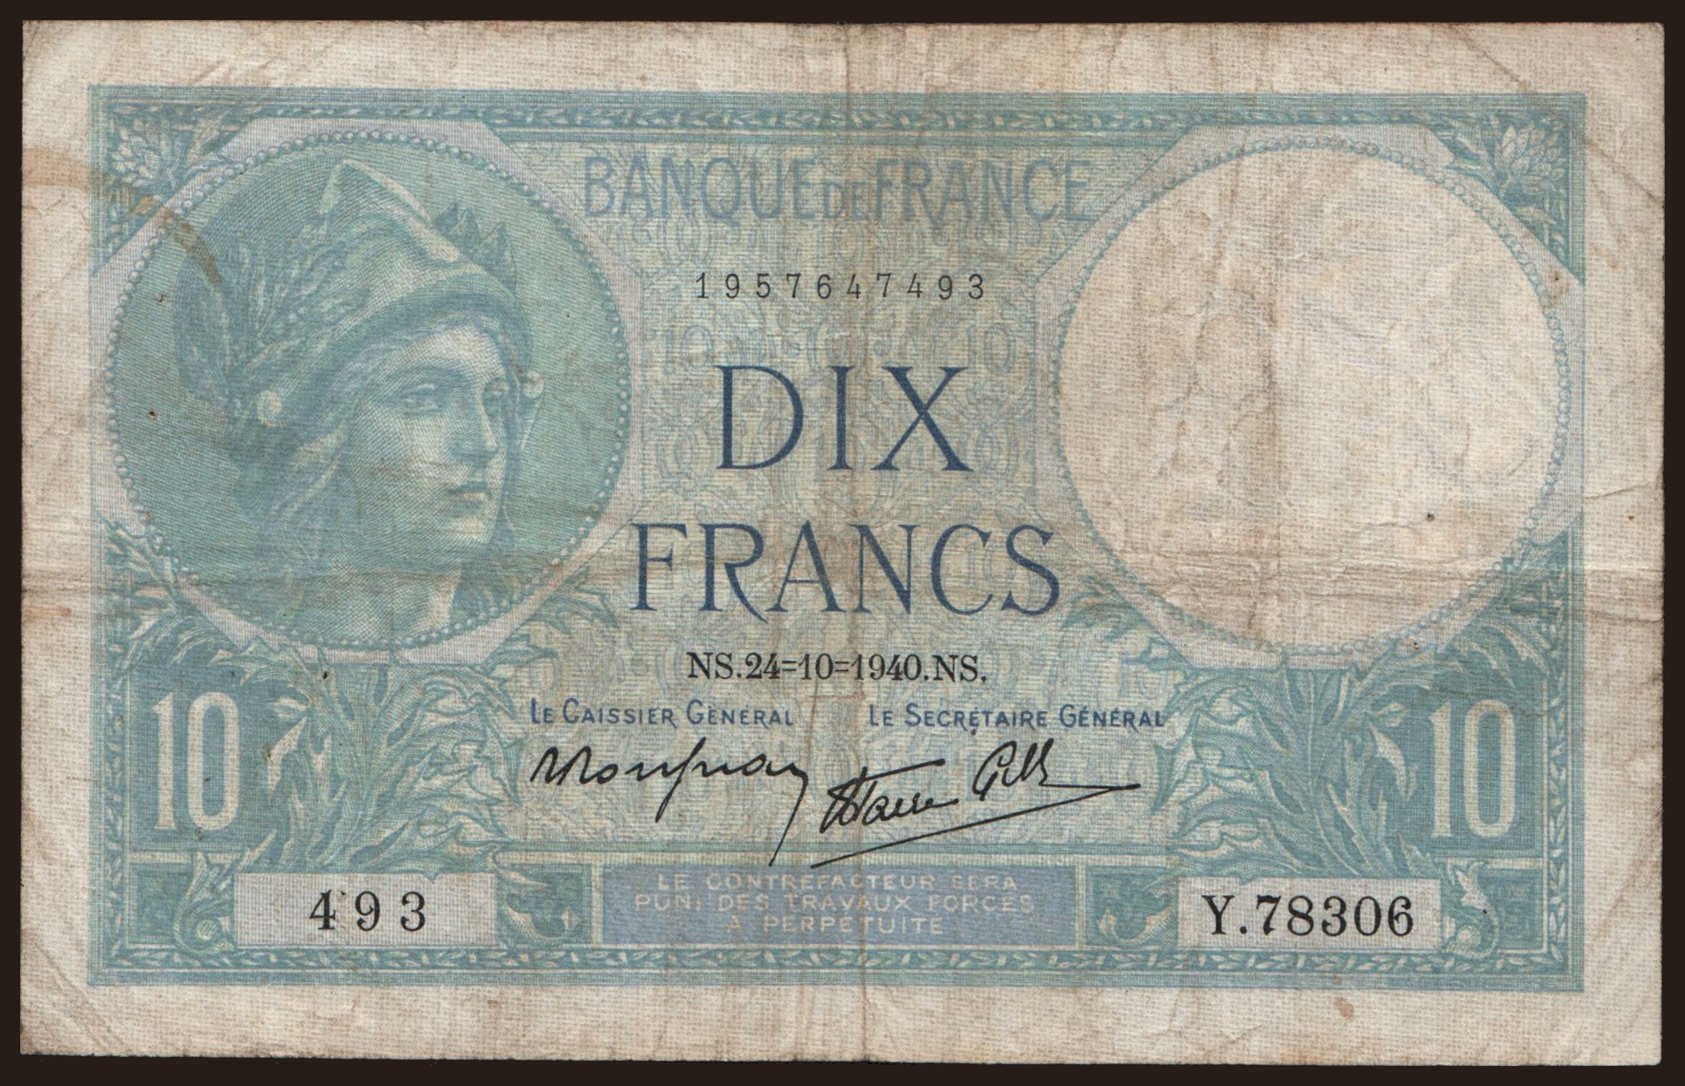 BANQUE DE FRANCE
1957647493
DIX
FRANCS
NS.24=10=1940.NS.
LE CAISSIER GÉNÉRAL
LE SECRÉTAIRE GÉNÉRAL
10
10
LE CONTREFACTEUR SERA
PUNI DES TRAVAUX FORCÉS
À PERPÉTUITÉ
493
Y.78306